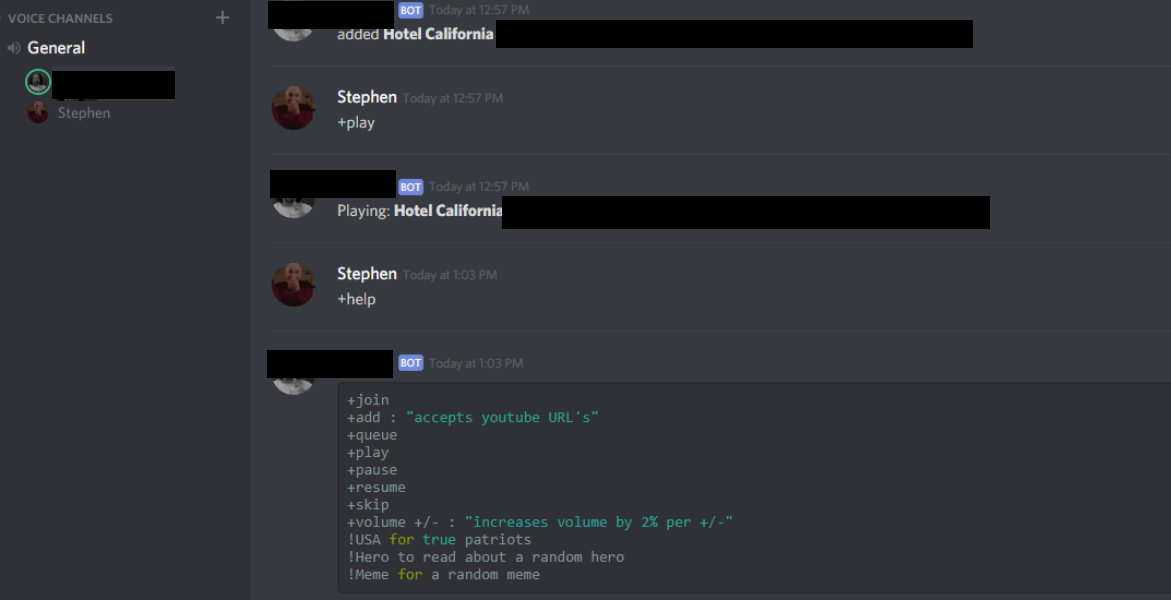 VOICE CHANNELS +
General
Stephen
BOT Today at 12:57 PM
added Hotel California
Stephen Today at 12:57 PM
+play
BOT Today at 12:57 PM
Playing: Hotel California
Stephen Today at 1:03 PM
+help
BOT Today at 1:03 PM
+join
+add : "accepts youtube URL's"
+queue
+play
+pause
+resume
+skip
+volume +/- : "increases volume by 2% per +/-"
!USA for true patriots
!Hero to read about a random hero
!Meme for a random meme